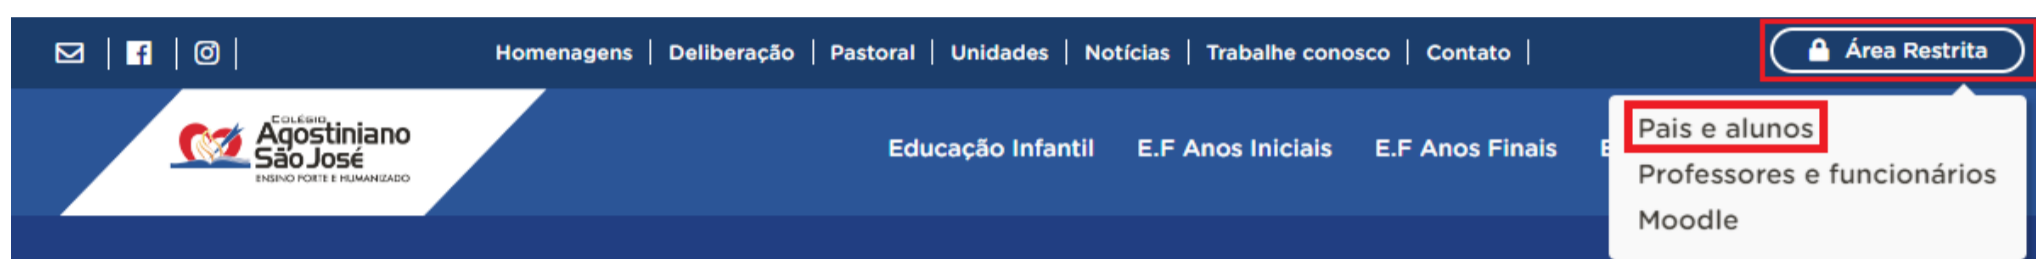 Homenagens | Deliberação | Pastoral | Unidades | Notícias | Trabalhe conosco | Contato |
Área Restrita
COLÉGIO
Agostiniano
São José
ENSINO FORTE E HUMANIZADO
Educação Infantil E.F Anos Iniciais E.F Anos Finais
Pais e alunos
Professores e funcionários
Moodle